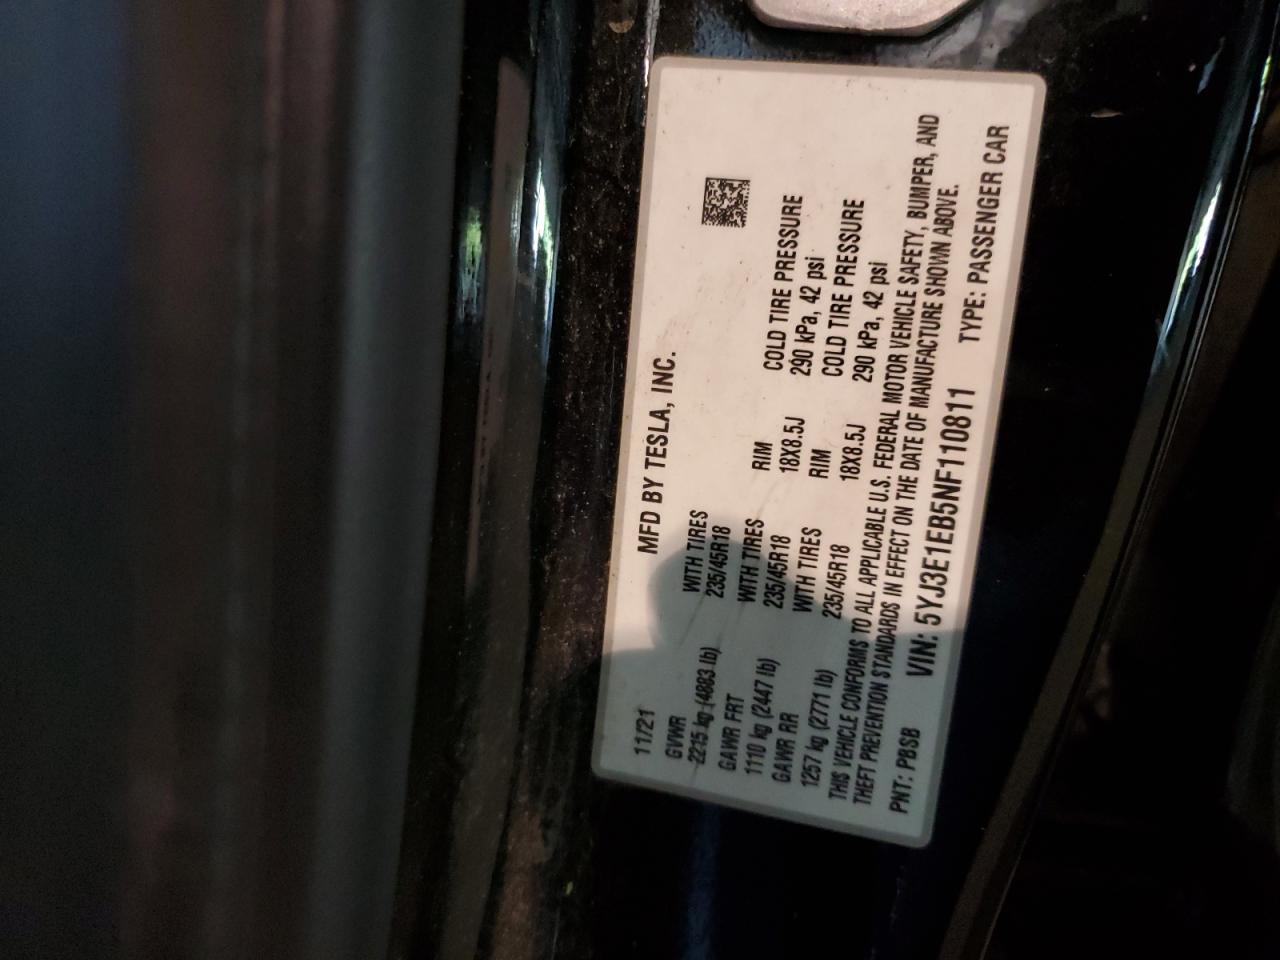 MFD BY TESLA, INC.
11/21
GVWR WITH TIRES
2215 kg (4883 lb) 235/45R18
GAWR FRT WITH TIRES RIM COLD TIRE PRESSURE
1110 kg (2447 lb) 235/45R18 18X8.5J 290 kPa, 42 psi
GAWR RR WITH TIRES RIM COLD TIRE PRESSURE
1257 kg (2771 lb) 235/45R18 18X8.5J 290 kPa, 42 psi
THIS VEHICLE CONFORMS TO ALL APPLICABLE U.S. FEDERAL MOTOR VEHICLE SAFETY, BUMPER, AND
THEFT PREVENTION STANDARDS IN EFFECT ON THE DATE OF MANUFACTURE SHOWN ABOVE.
PNT: PBSB VIN: 5YJ3E1EB5NF110811 TYPE: PASSENGER CAR